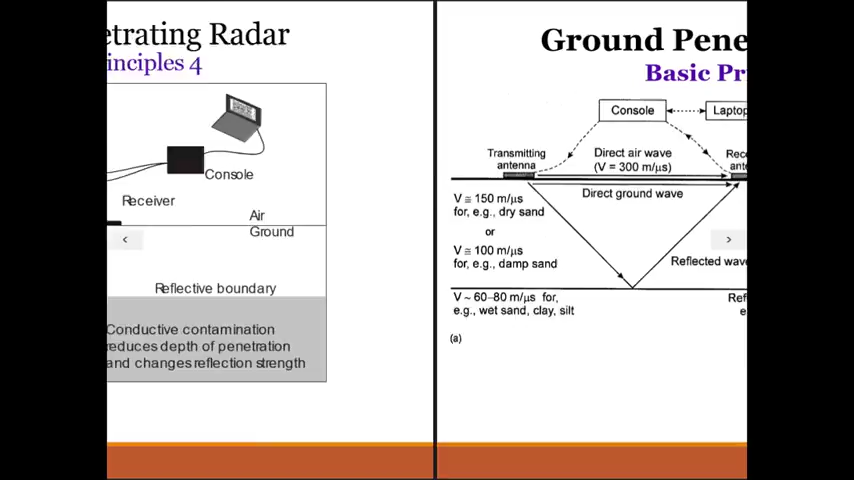 etrating Radar
inciples 4
Console
Receiver
Air
Ground
Reflective boundary
Conductive contamination
reduces depth of penetration
and changes reflection strength
Ground Pene
Basic Pri
Console
Laptop
Transmitting
antenna
Direct air wave
(V = 300 m/μs)
Rece
ante
Direct ground wave
V ≅ 150 m/μs
for, e.g., dry sand
or
V ≅ 100 m/μs
for, e.g., damp sand
Reflected wave
V ~ 60–80 m/μs for,
e.g., wet sand, clay, silt
Refl
e
(a)